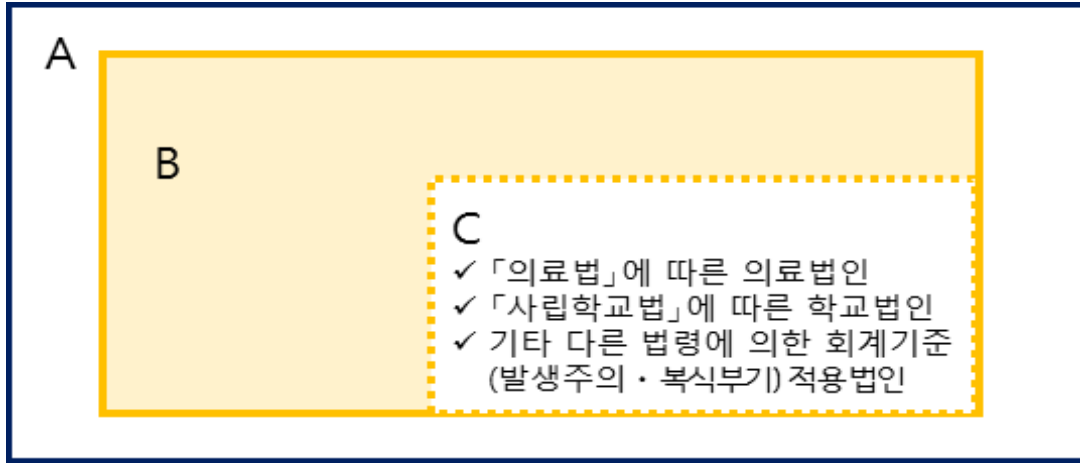 A
B
C
✓ 「의료법」에 따른 의료법인
✓ 「사립학교법」에 따른 학교법인
✓ 기타 다른 법령에 의한 회계기준
(발생주의 · 복식부기) 적용법인